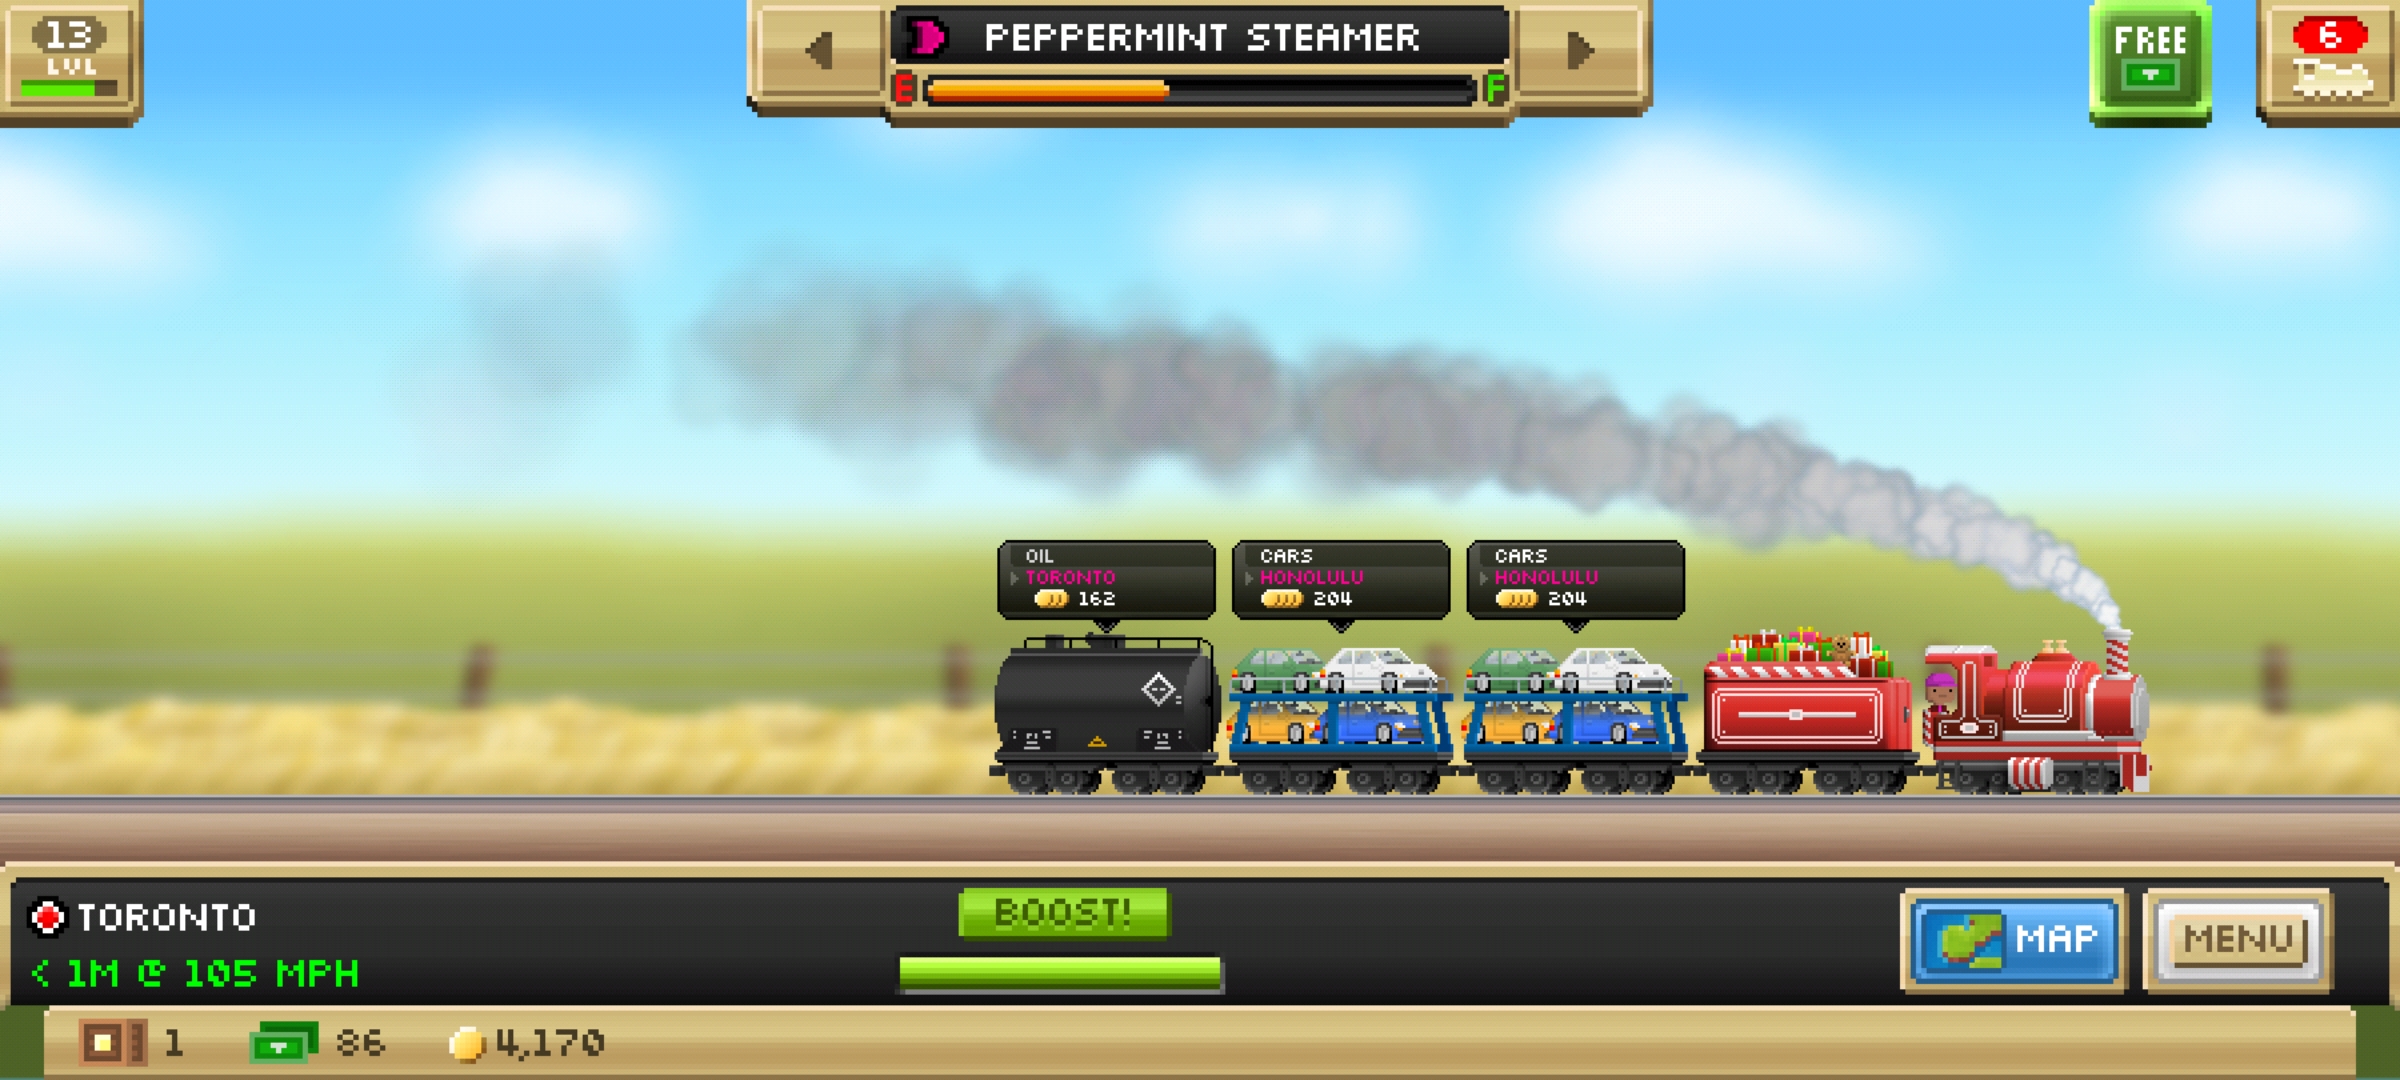 13
LVL
PEPPERMINT STEAMER
E
F
FREE
6
OIL
TORONTO
162
CARS
HONOLULU
204
CARS
HONOLULU
204
TORONTO
< 1M @ 105 MPH
BOOST!
MAP
MENU
1
86
4,170